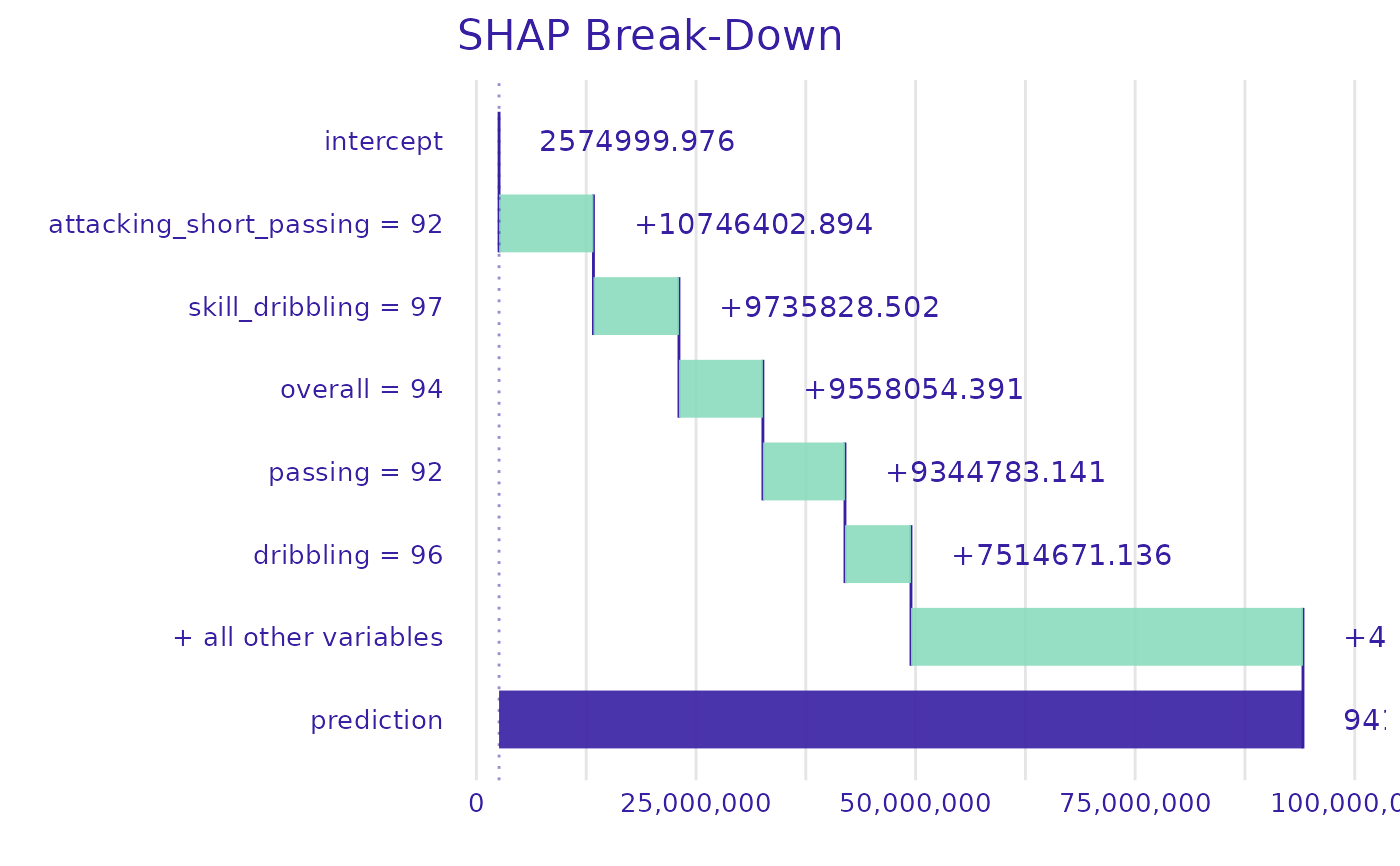 SHAP Break-Down
intercept 2574999.976
attacking_short_passing = 92 +10746402.894
skill_dribbling = 97 +9735828.502
overall = 94 +9558054.391
passing = 92 +9344783.141
dribbling = 96 +7514671.136
+ all other variables +4
prediction 94
0 25,000,000 50,000,000 75,000,000 100,000,0